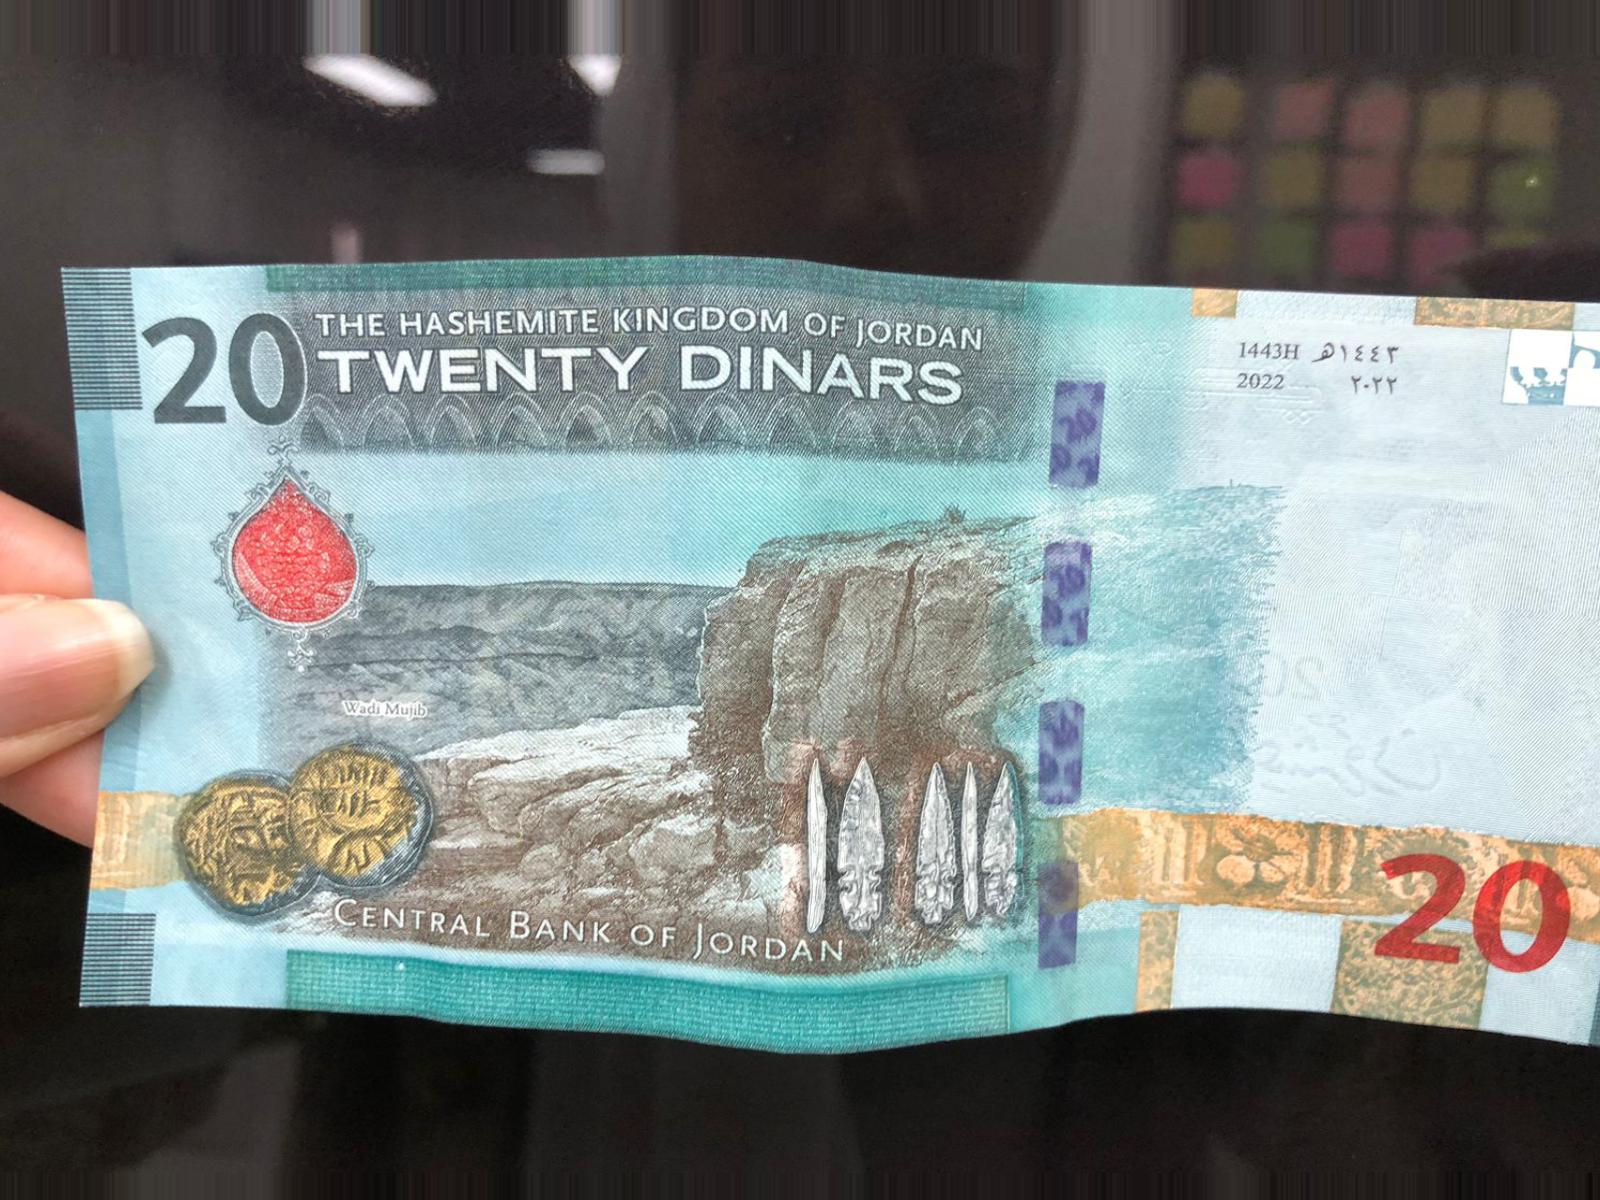 20
THE HASHEMITE KINGDOM OF JORDAN
TWENTY DINARS
1443H ١٤٤٣هـ
2022 ٢٠٢٢
Wadi Mujib
CENTRAL BANK OF JORDAN
20